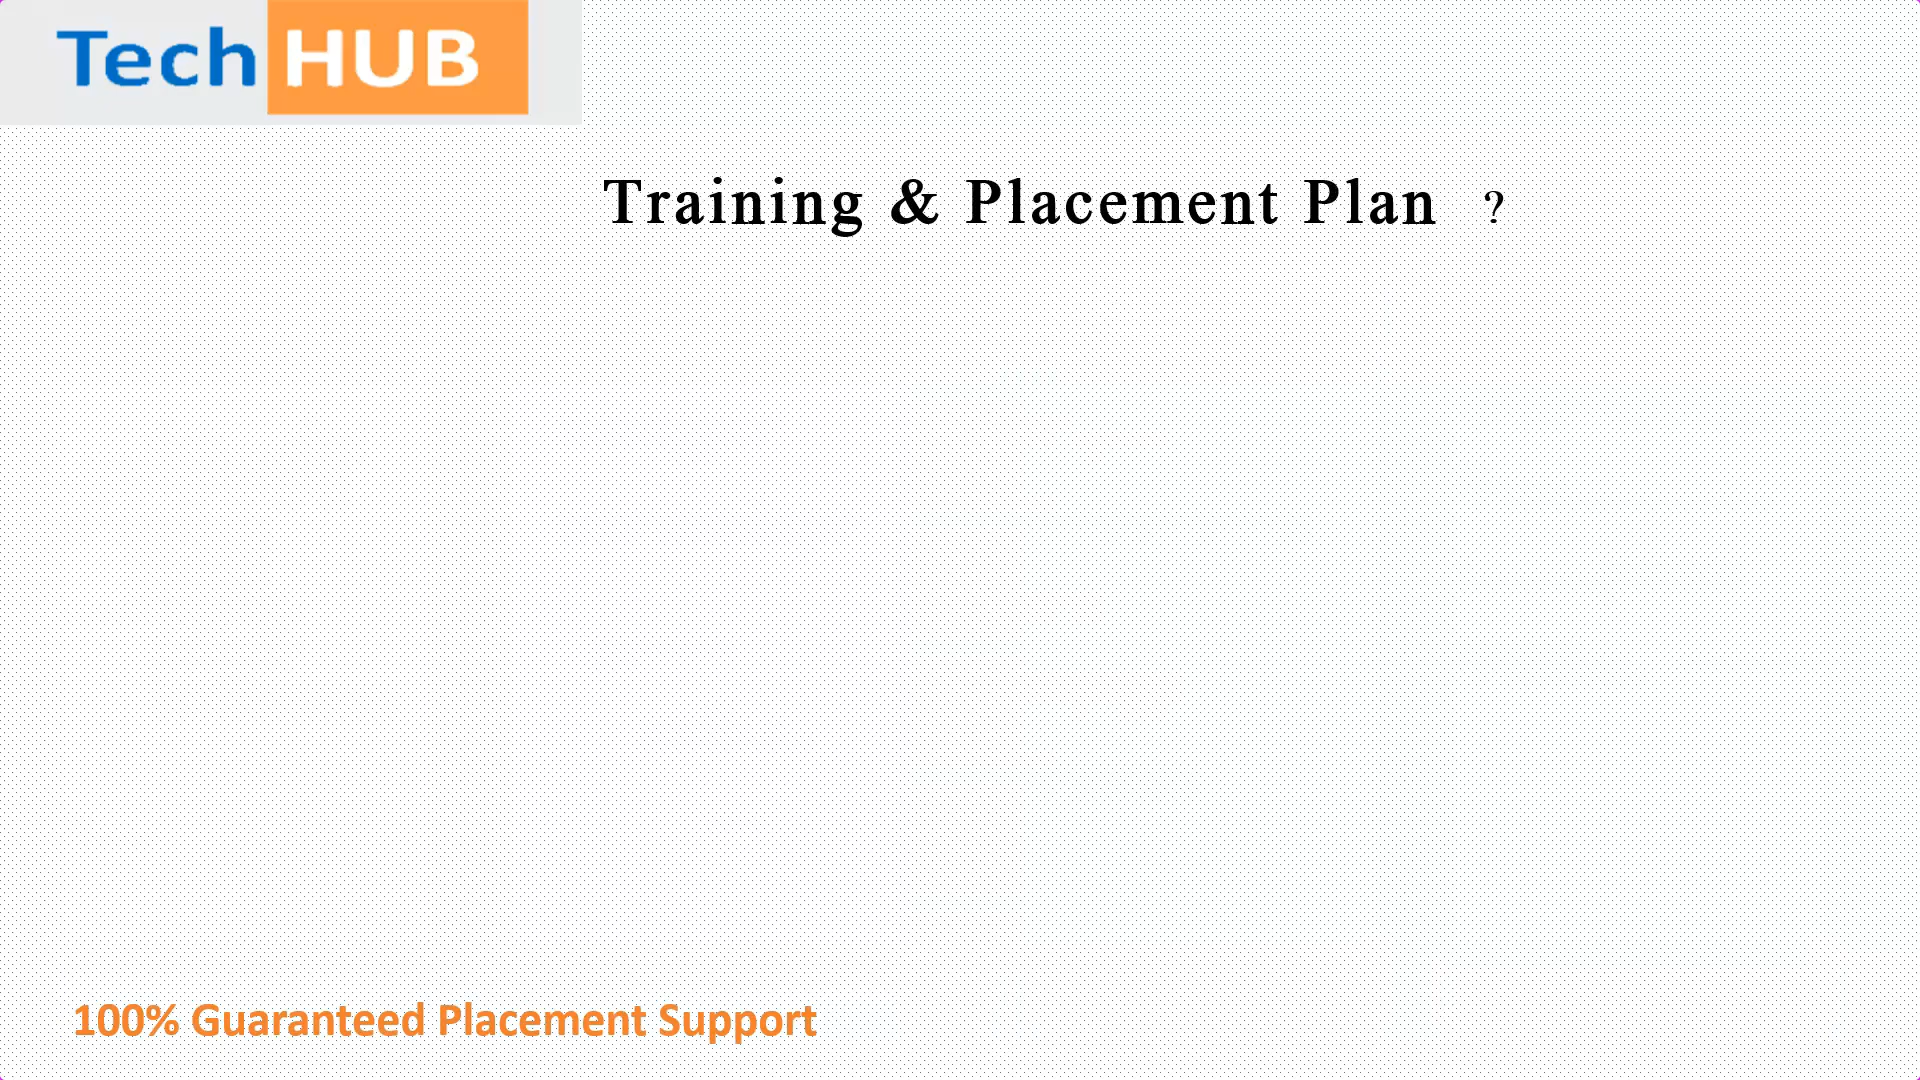 Tech HUB
Training & Placement Plan ?
100% Guaranteed Placement Support